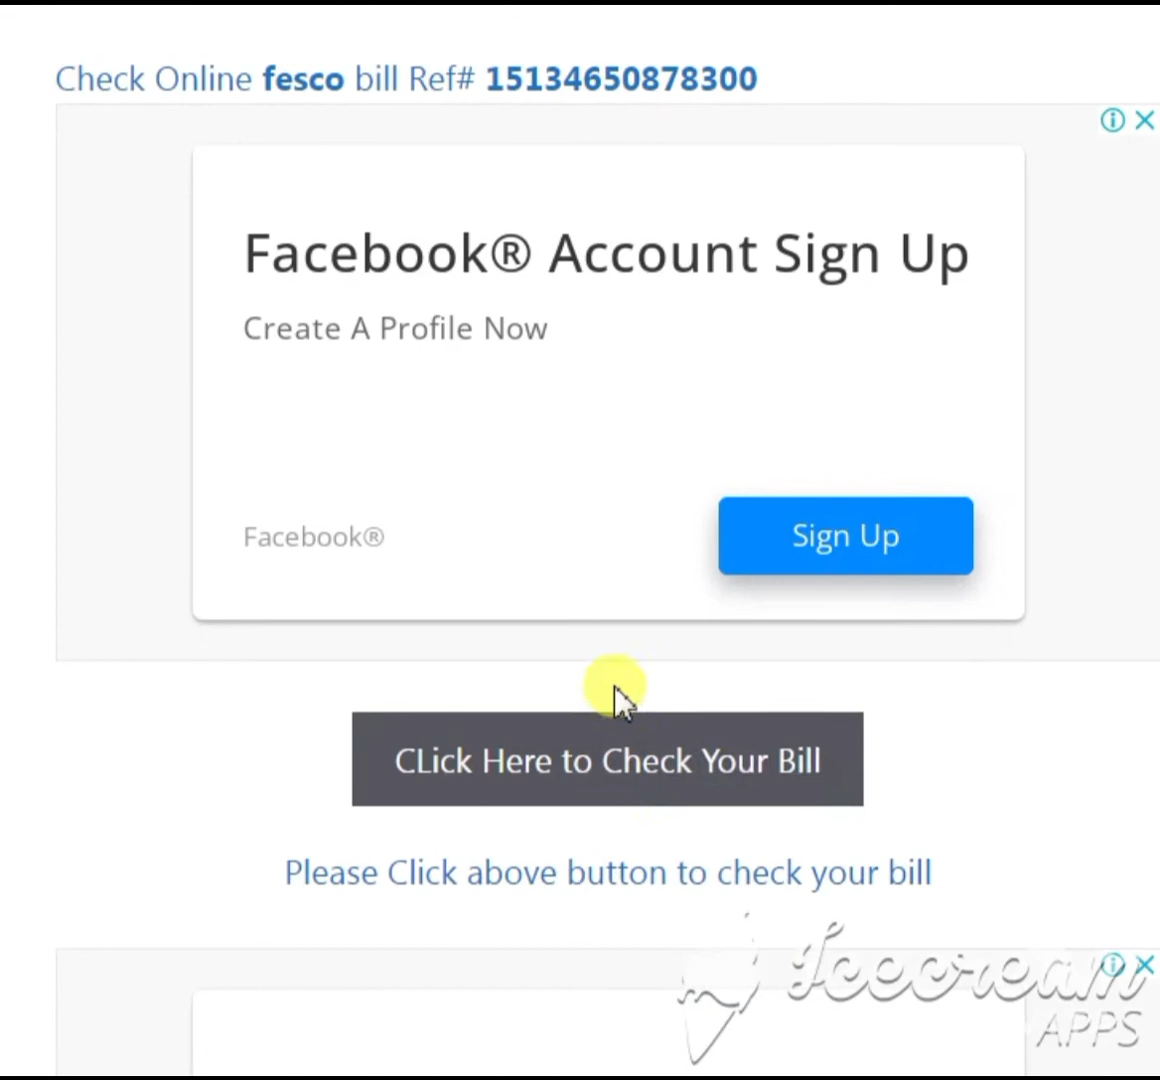 Check Online fesco bill Ref# 15134650878300
Facebook® Account Sign Up
Create A Profile Now
Facebook®
Sign Up
CLick Here to Check Your Bill
Please Click above button to check your bill
Icecream
APPS